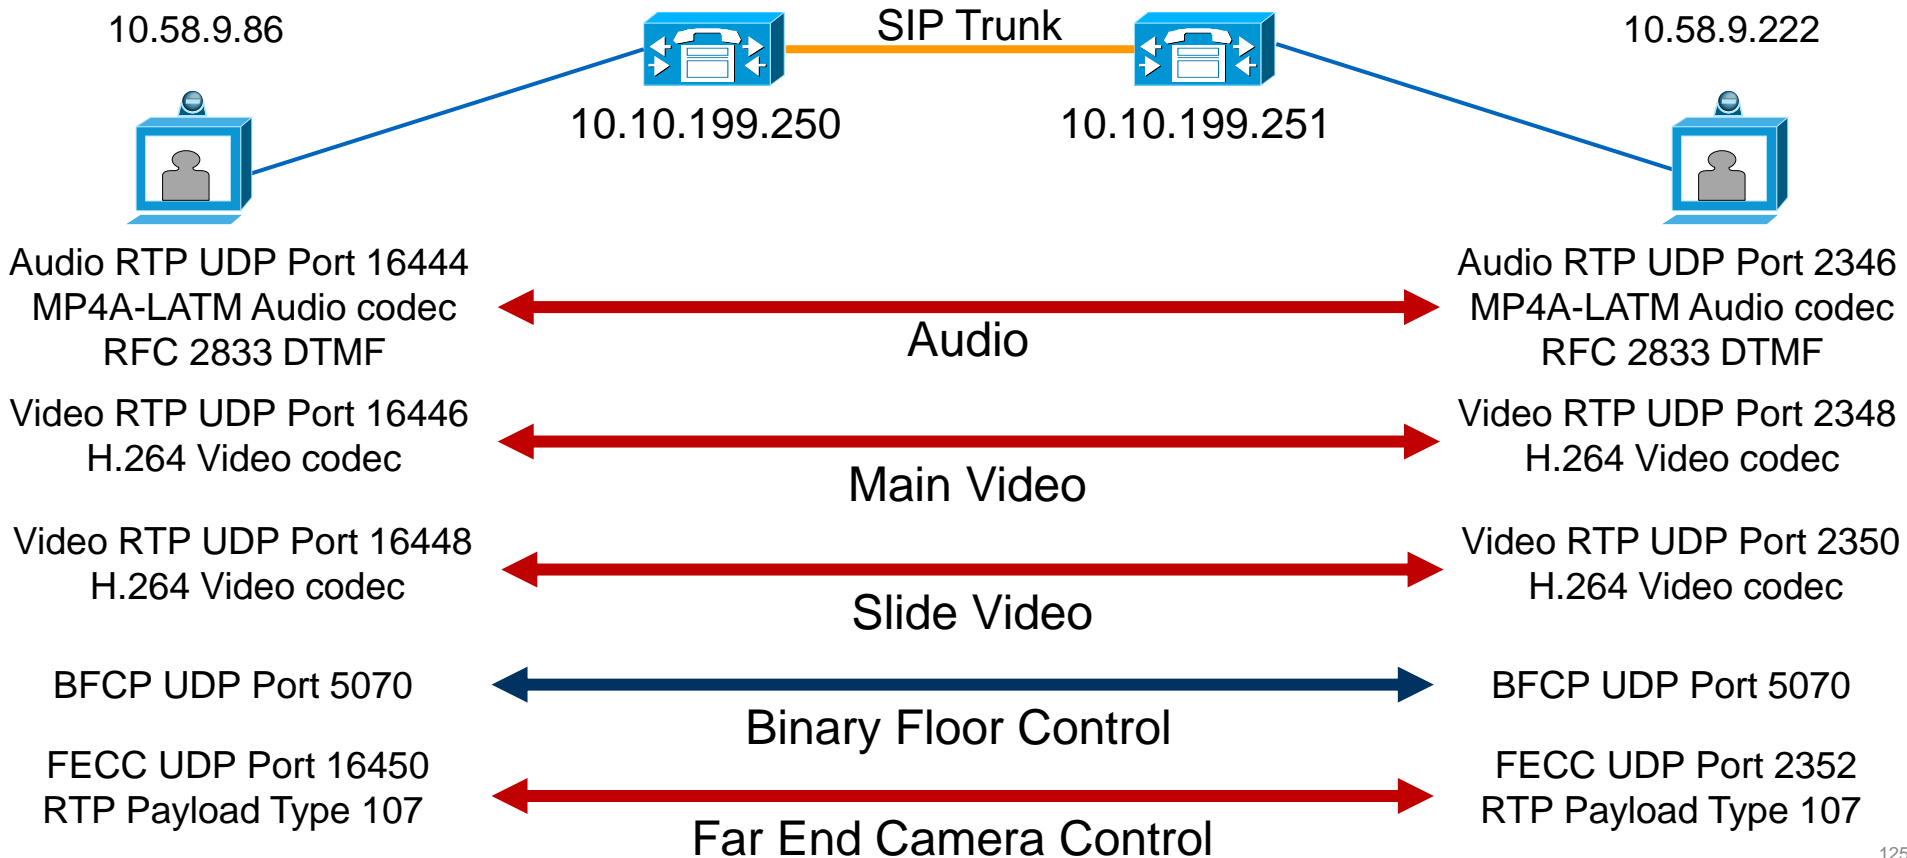 10.58.9.86
SIP Trunk
10.58.9.222
10.10.199.250
10.10.199.251
Audio RTP UDP Port 16444
MP4A-LATM Audio codec
RFC 2833 DTMF
Audio
Audio RTP UDP Port 2346
MP4A-LATM Audio codec
RFC 2833 DTMF
Video RTP UDP Port 16446
H.264 Video codec
Main Video
Video RTP UDP Port 2348
H.264 Video codec
Video RTP UDP Port 16448
H.264 Video codec
Slide Video
Video RTP UDP Port 2350
H.264 Video codec
BFCP UDP Port 5070
Binary Floor Control
BFCP UDP Port 5070
FECC UDP Port 16450
RTP Payload Type 107
Far End Camera Control
FECC UDP Port 2352
RTP Payload Type 107
125